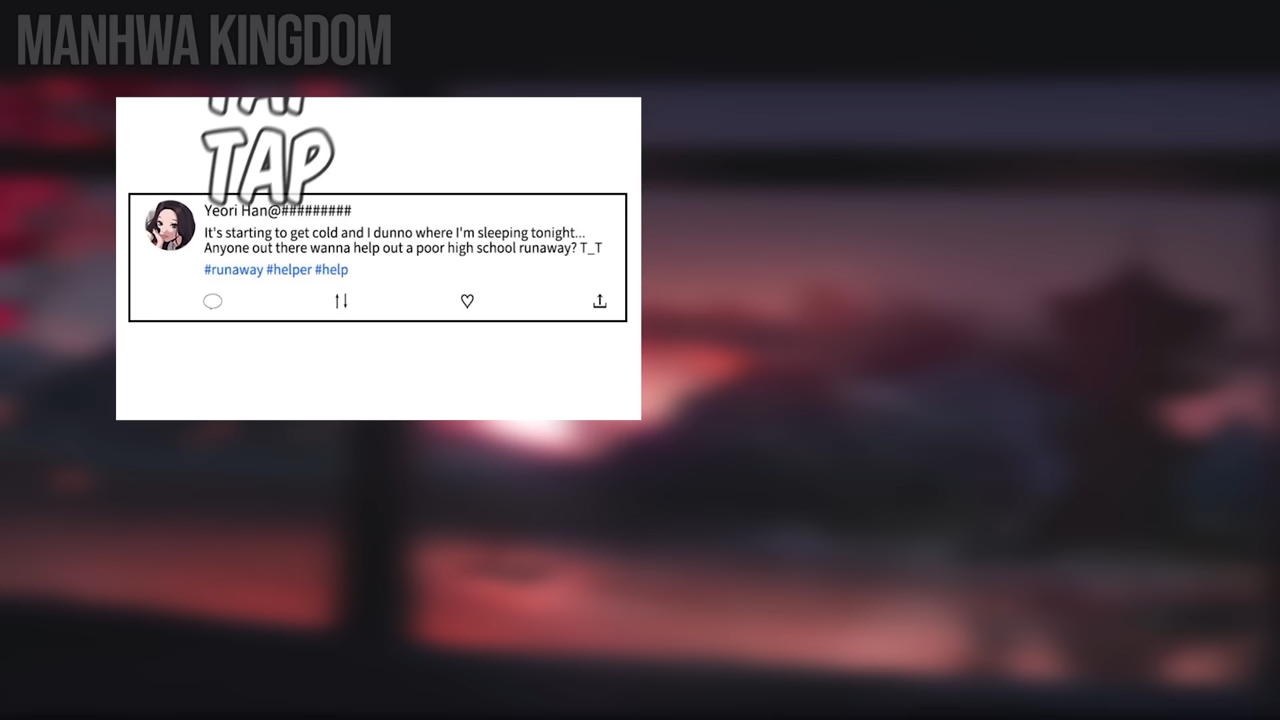 MANHWA KINGDOM
TAP
TAP
Yeori Han@#########
It's starting to get cold and I dunno where I'm sleeping tonight...
Anyone out there wanna help out a poor high school runaway? T_T
#runaway #helper #help